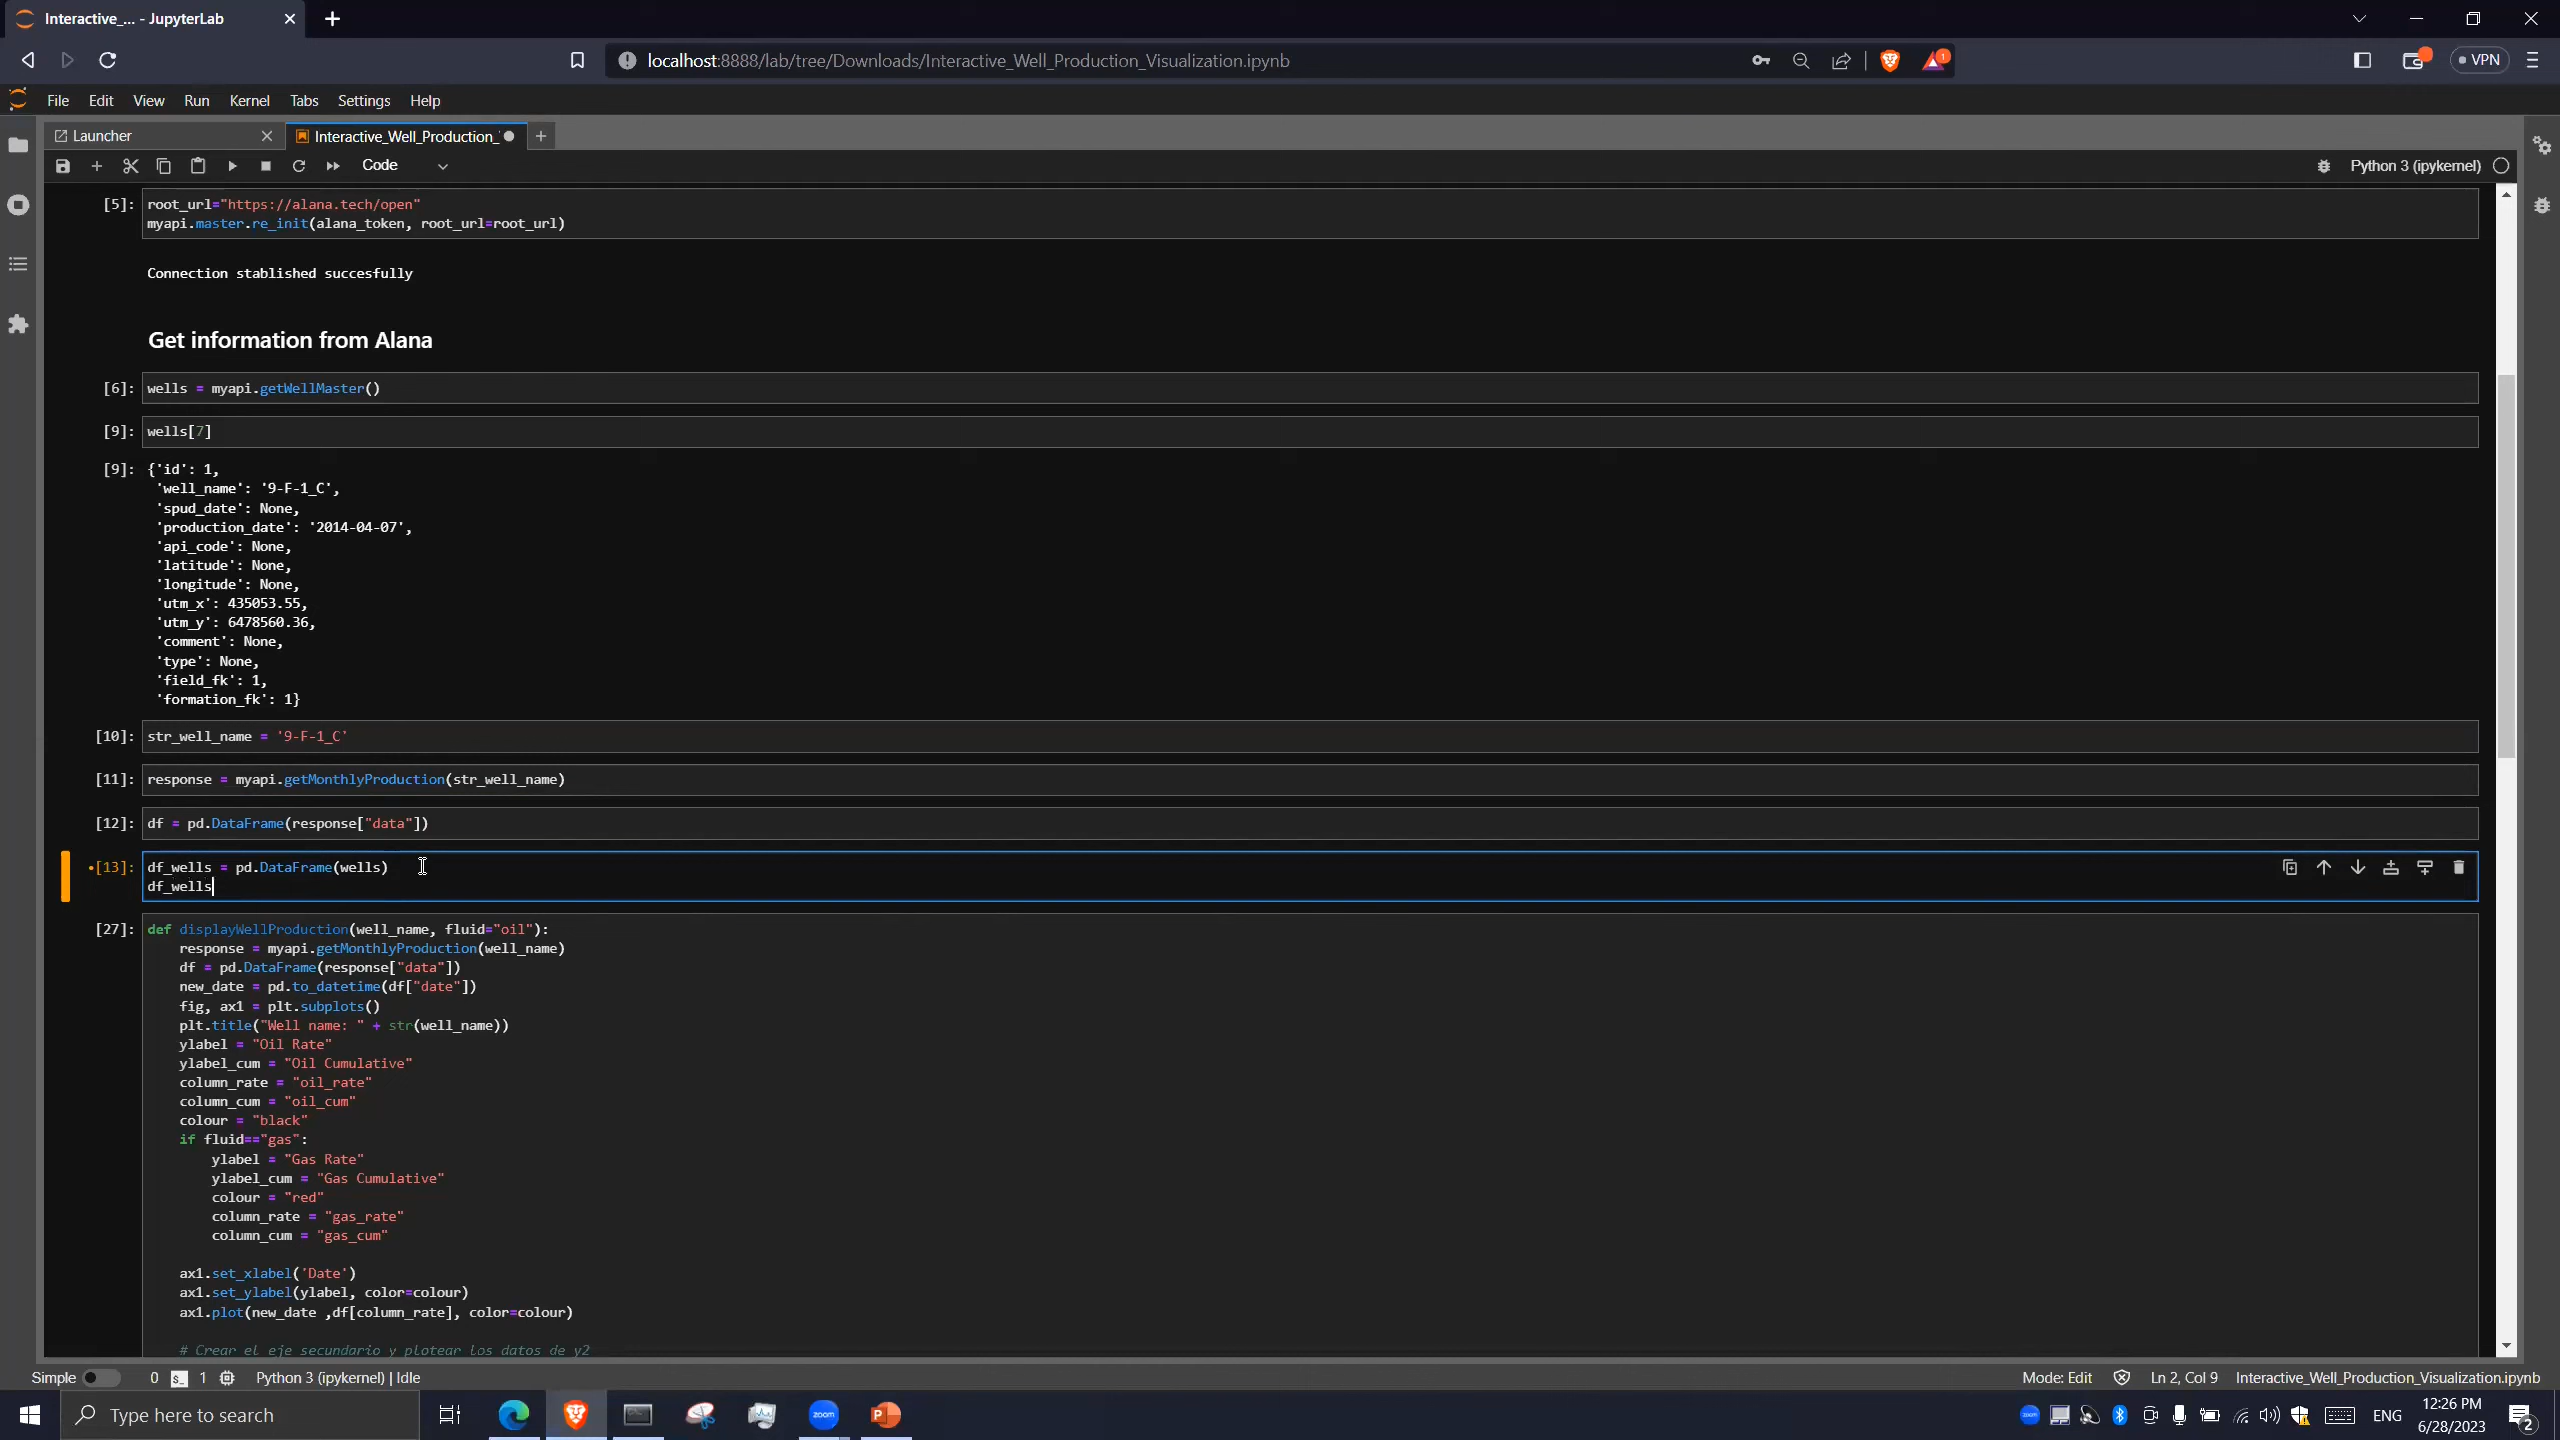 Interactive_... - JupyterLab
localhost:8888/lab/tree/Downloads/Interactive_Well_Production_Visualization.ipynb
1
VPN
File Edit View Run Kernel Tabs Settings Help
Launcher
Interactive_Well_Production_
Code
Python 3 (ipykernel)
[5]: root_url="https://alana.tech/open"
myapi.master.re_init(alana_token, root_url=root_url)
Connection stablished succesfully
Get information from Alana
[6]: wells = myapi.getWellMaster()
[9]: wells[7]
[9]: {'id': 1,
'well_name': '9-F-1_C',
'spud_date': None,
'production_date': '2014-04-07',
'api_code': None,
'latitude': None,
'longitude': None,
'utm_x': 435053.55,
'utm_y': 6478560.36,
'comment': None,
'type': None,
'field_fk': 1,
'formation_fk': 1}
[10]: str_well_name = '9-F-1_C'
[11]: response = myapi.getMonthlyProduction(str_well_name)
[12]: df = pd.DataFrame(response["data"])
•[13]: df_wells = pd.DataFrame(wells)
df_wells
[27]: def displayWellProduction(well_name, fluid="oil"):
response = myapi.getMonthlyProduction(well_name)
df = pd.DataFrame(response["data"])
new_date = pd.to_datetime(df["date"])
fig, ax1 = plt.subplots()
plt.title("Well name: " + str(well_name))
ylabel = "Oil Rate"
ylabel_cum = "Oil Cumulative"
column_rate = "oil_rate"
column_cum = "oil_cum"
colour = "black"
if fluid=="gas":
ylabel = "Gas Rate"
ylabel_cum = "Gas Cumulative"
colour = "red"
column_rate = "gas_rate"
column_cum = "gas_cum"
ax1.set_xlabel('Date')
ax1.set_ylabel(ylabel, color=colour)
ax1.plot(new_date ,df[column_rate], color=colour)
# Crear el eje secundario y plotear los datos de y2
Simple 0 1 Python 3 (ipykernel) | Idle
Mode: Edit Ln 2, Col 9 Interactive_Well_Production_Visualization.ipynb
Type here to search
zoom
ENG
12:26 PM
6/28/2023
2